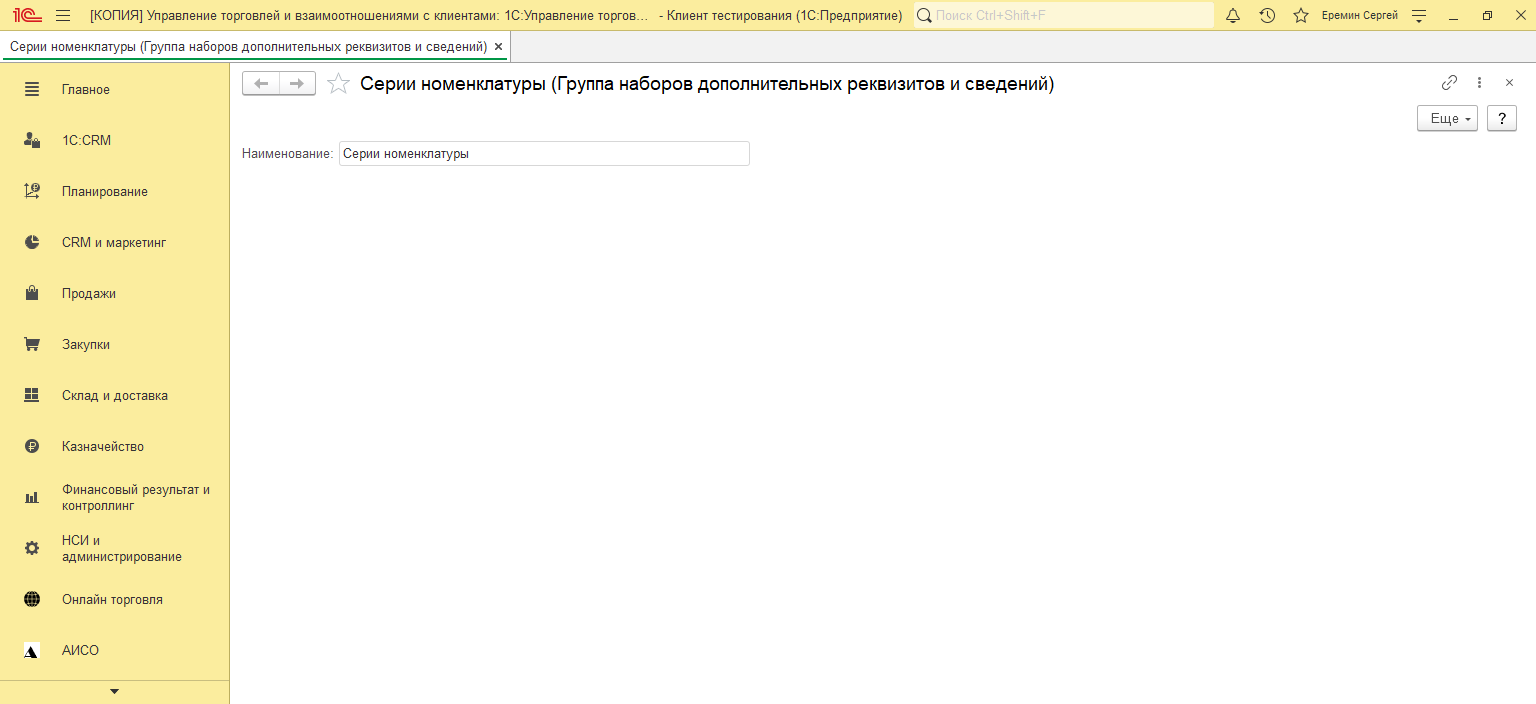 1С [КОПИЯ] Управление торговлей и взаимоотношениями с клиентами: 1С:Управление торгов... - Клиент тестирования (1С:Предприятие) Поиск Ctrl+Shift+F Еремин Сергей
Серии номенклатуры (Группа наборов дополнительных реквизитов и сведений) ×
Главное
1С:CRM
Планирование
CRM и маркетинг
Продажи
Закупки
Склад и доставка
Казначейство
Финансовый результат и
контроллинг
НСИ и
администрирование
Онлайн торговля
АИСО
Серии номенклатуры (Группа наборов дополнительных реквизитов и сведений)
Еще ?
Наименование: Серии номенклатуры